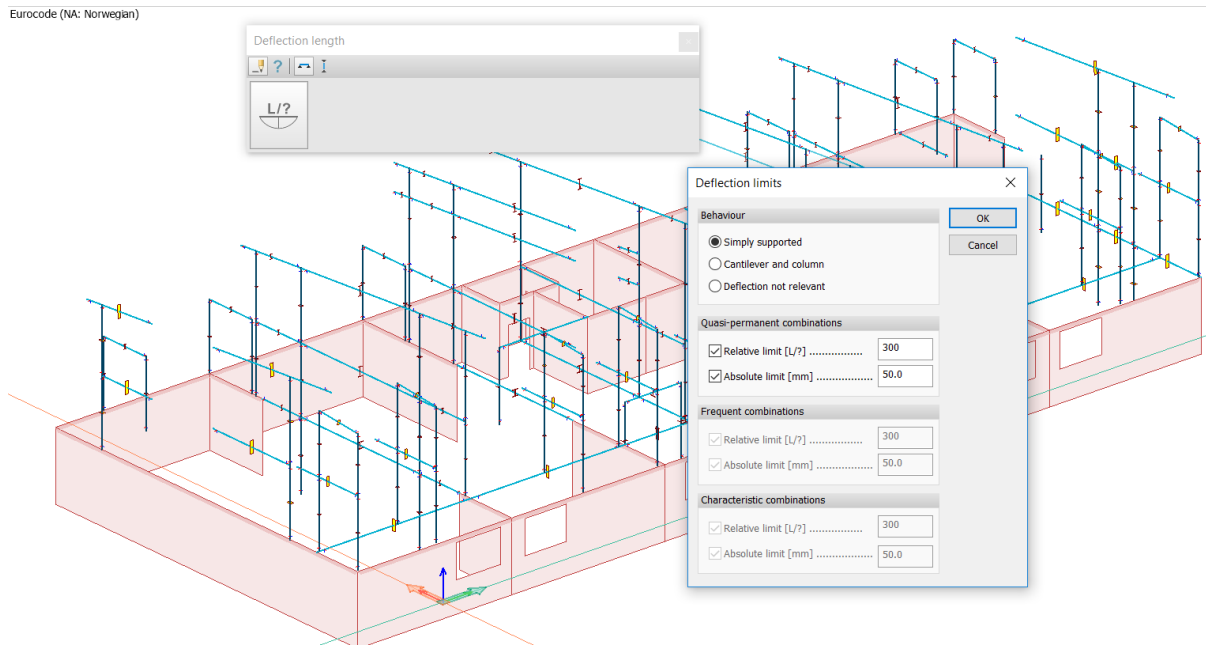 Eurocode (NA: Norwegian)
Deflection length
?
L/?
Deflection limits
Behaviour
OK
Simply supported
Cancel
Cantilever and column
Deflection not relevant
Quasi-permanent combinations
Relative limit [L/?] ................. 300
Absolute limit [mm] .................. 50.0
Frequent combinations
Relative limit [L/?] ................. 300
Absolute limit [mm] .................. 50.0
Characteristic combinations
Relative limit [L/?] ................. 300
Absolute limit [mm] .................. 50.0